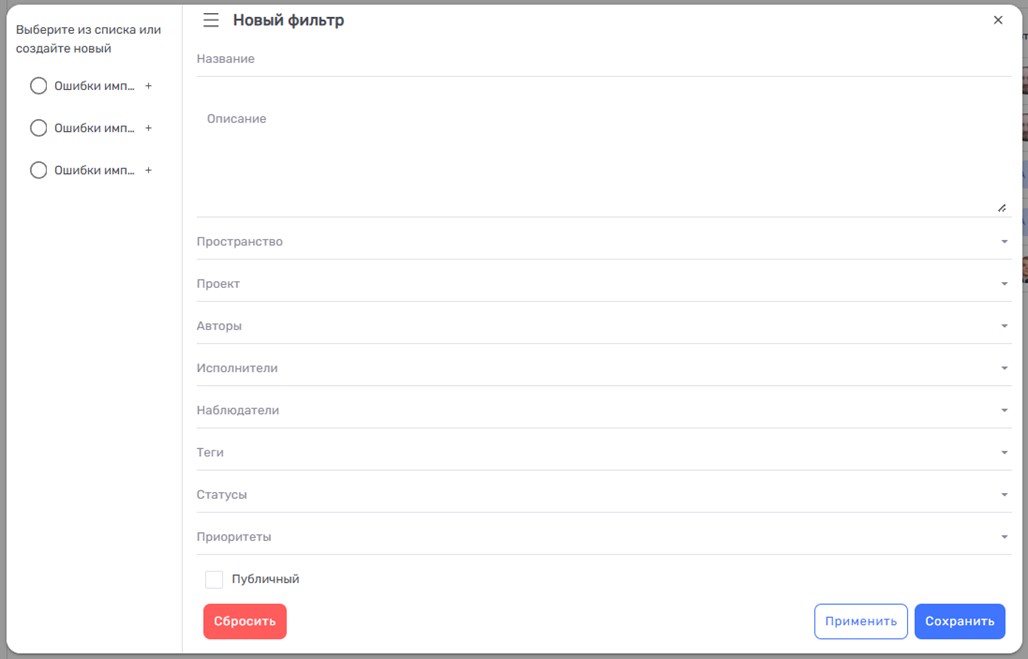 Выберите из списка или
создайте новый
Ошибки имп... +
Ошибки имп... +
Ошибки имп... +
Новый фильтр
Название
Описание
Пространство
Проект
Авторы
Исполнители
Наблюдатели
Теги
Статусы
Приоритеты
Публичный
Сбросить
Применить
Сохранить